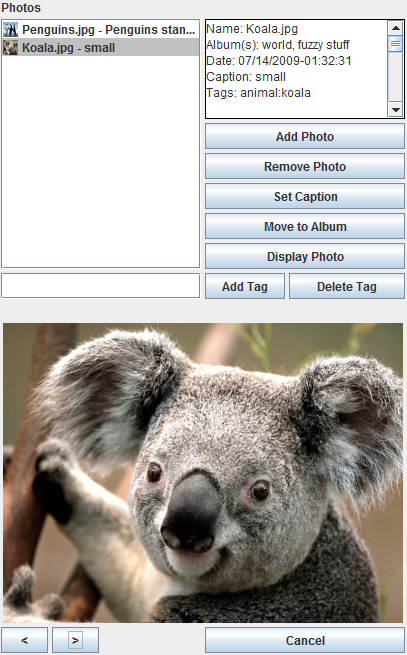 Photos
Penguins.jpg - Penguins stan...
Koala.jpg - small
Name: Koala.jpg
Album(s): world, fuzzy stuff
Date: 07/14/2009-01:32:31
Caption: small
Tags: animal:koala
Add Photo
Remove Photo
Set Caption
Move to Album
Display Photo
Add Tag
Delete Tag
<
>
Cancel